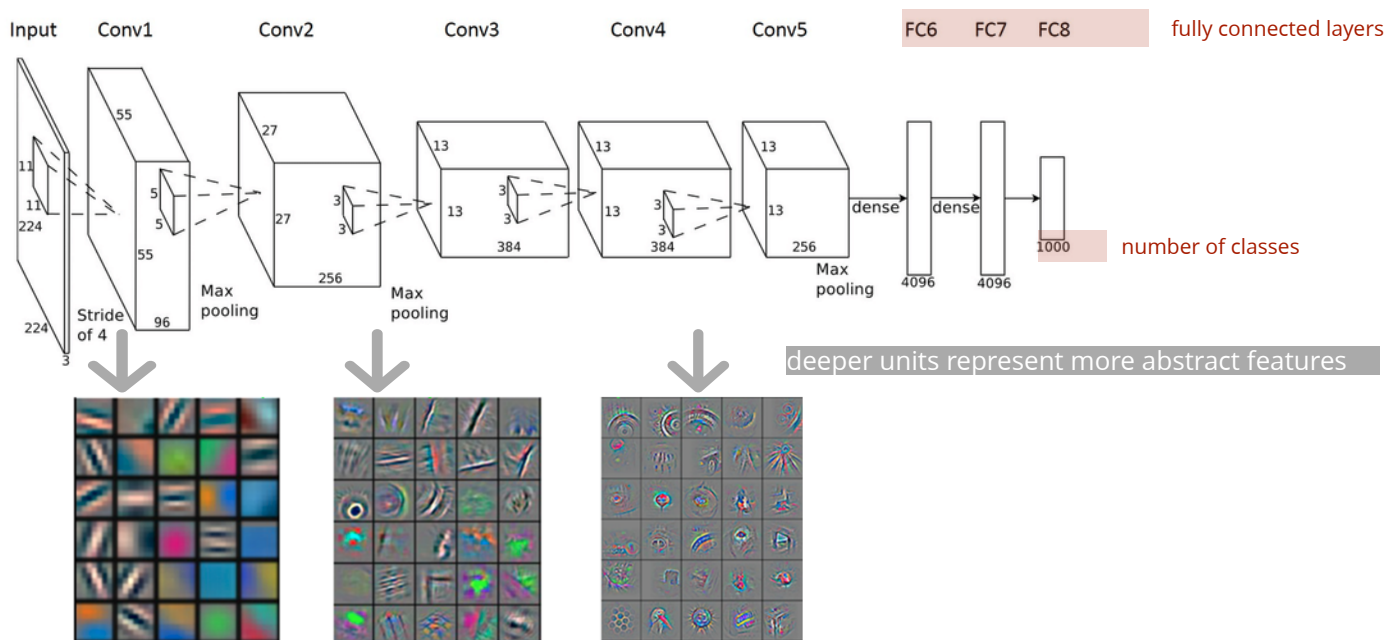 Input Conv1 Conv2 Conv3 Conv4 Conv5 FC6 FC7 FC8 fully connected layers
55
27
13
13
13
11
5
3
3
3
11
5
3
3
3
224
55
27
13
13
13
dense
dense
256
384
384
256
1000
number of classes
4096
4096
Max
pooling
Max
pooling
Max
pooling
224
Stride
of 4
96
3
deeper units represent more abstract features